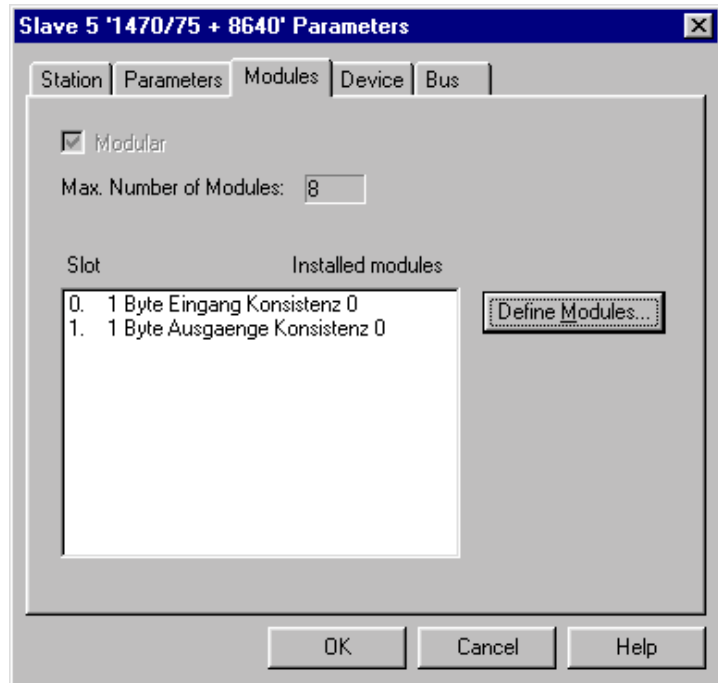 Slave 5 '1470/75 + 8640' Parameters
Station Parameters Modules Device Bus
Modular
Max. Number of Modules: 8
Slot Installed modules
0. 1 Byte Eingang Konsistenz 0
1. 1 Byte Ausgaenge Konsistenz 0
Define Modules...
OK Cancel Help